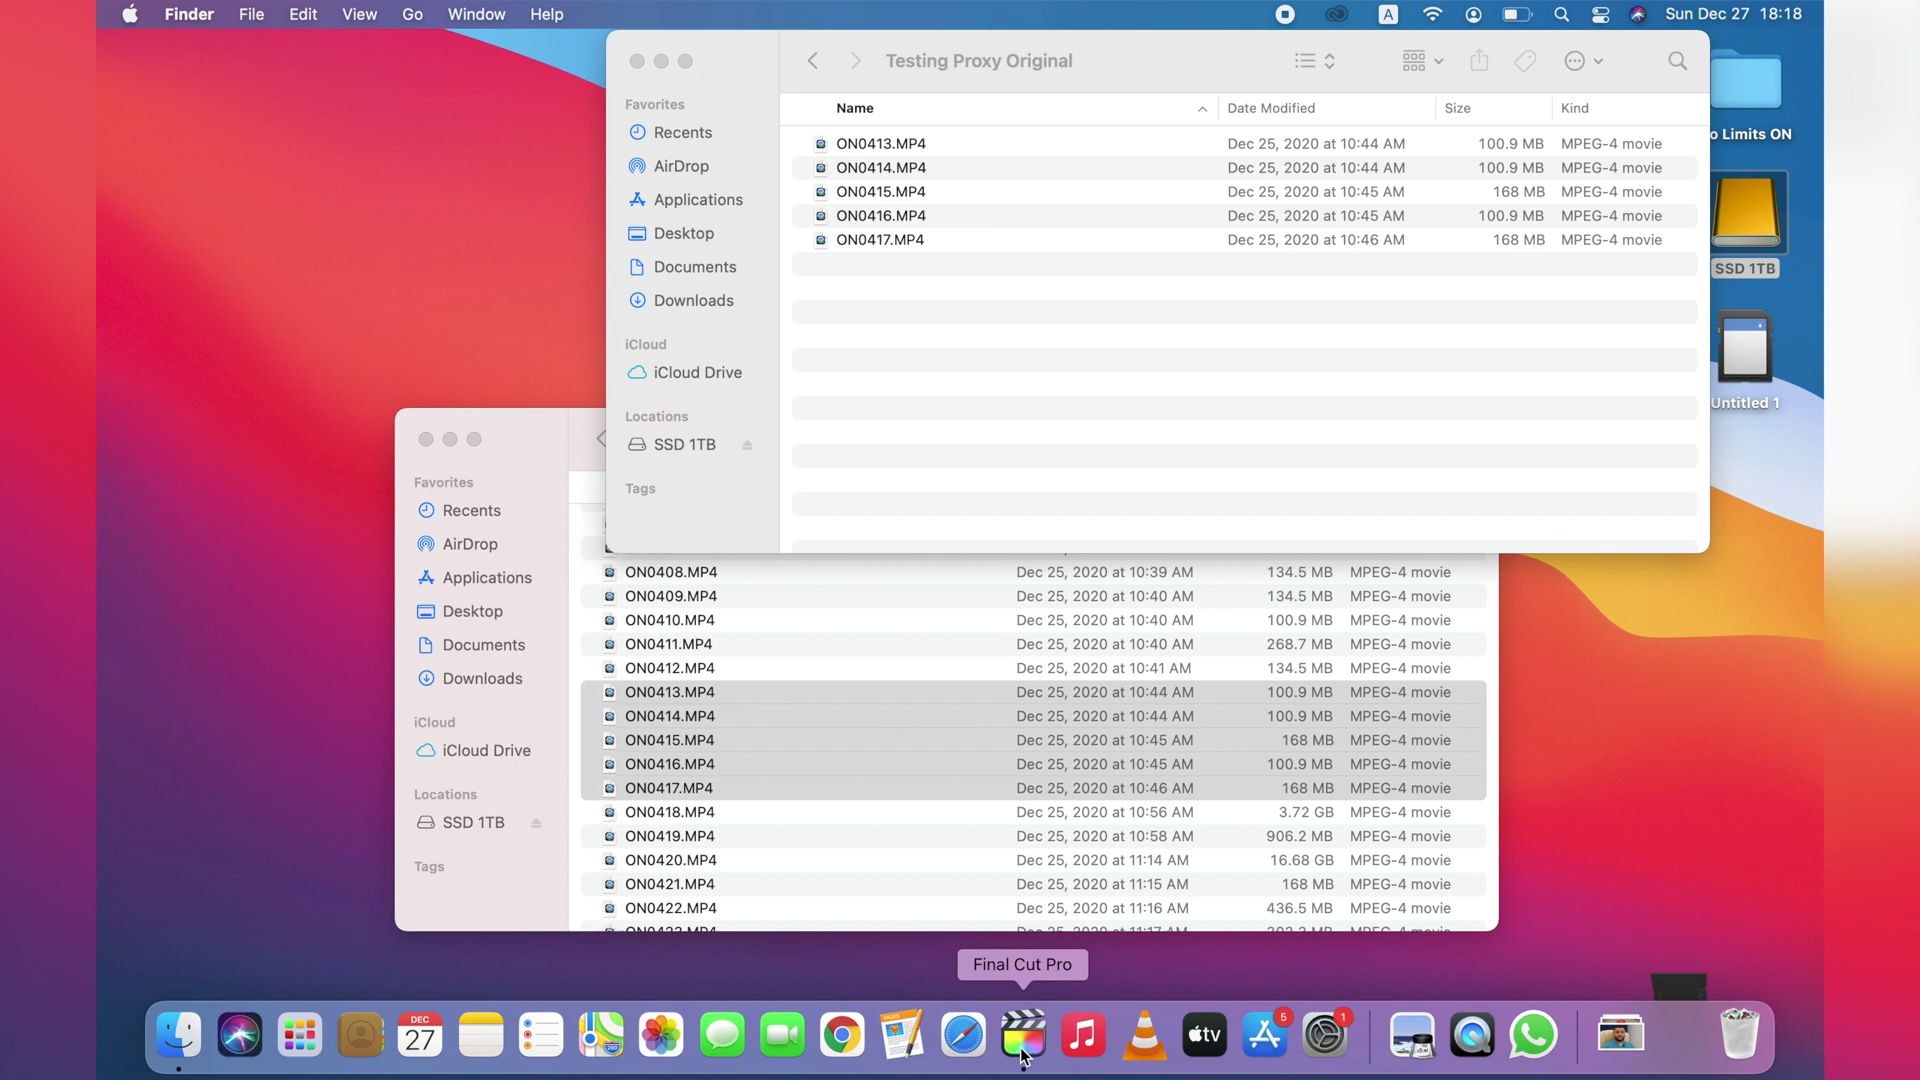 Finder File Edit View Go Window Help A Sun Dec 27 18:18
Testing Proxy Original
Name Date Modified Size Kind
Favorites
Recents
AirDrop
Applications
Desktop
Documents
Downloads
iCloud
iCloud Drive
Locations
SSD 1TB
Tags
ON0413.MP4 Dec 25, 2020 at 10:44 AM 100.9 MB MPEG-4 movie
ON0414.MP4 Dec 25, 2020 at 10:44 AM 100.9 MB MPEG-4 movie
ON0415.MP4 Dec 25, 2020 at 10:45 AM 168 MB MPEG-4 movie
ON0416.MP4 Dec 25, 2020 at 10:45 AM 100.9 MB MPEG-4 movie
ON0417.MP4 Dec 25, 2020 at 10:46 AM 168 MB MPEG-4 movie
Limits ON
SSD 1TB
Untitled 1
Favorites
Recents
AirDrop
Applications
Desktop
Documents
Downloads
iCloud
iCloud Drive
Locations
SSD 1TB
Tags
ON0408.MP4 Dec 25, 2020 at 10:39 AM 134.5 MB MPEG-4 movie
ON0409.MP4 Dec 25, 2020 at 10:40 AM 134.5 MB MPEG-4 movie
ON0410.MP4 Dec 25, 2020 at 10:40 AM 100.9 MB MPEG-4 movie
ON0411.MP4 Dec 25, 2020 at 10:40 AM 268.7 MB MPEG-4 movie
ON0412.MP4 Dec 25, 2020 at 10:41 AM 134.5 MB MPEG-4 movie
ON0413.MP4 Dec 25, 2020 at 10:44 AM 100.9 MB MPEG-4 movie
ON0414.MP4 Dec 25, 2020 at 10:44 AM 100.9 MB MPEG-4 movie
ON0415.MP4 Dec 25, 2020 at 10:45 AM 168 MB MPEG-4 movie
ON0416.MP4 Dec 25, 2020 at 10:45 AM 100.9 MB MPEG-4 movie
ON0417.MP4 Dec 25, 2020 at 10:46 AM 168 MB MPEG-4 movie
ON0418.MP4 Dec 25, 2020 at 10:56 AM 3.72 GB MPEG-4 movie
ON0419.MP4 Dec 25, 2020 at 10:58 AM 906.2 MB MPEG-4 movie
ON0420.MP4 Dec 25, 2020 at 11:14 AM 16.68 GB MPEG-4 movie
ON0421.MP4 Dec 25, 2020 at 11:15 AM 168 MB MPEG-4 movie
ON0422.MP4 Dec 25, 2020 at 11:16 AM 436.5 MB MPEG-4 movie
Final Cut Pro
DEC
27
PAGES
280
tv
5
1